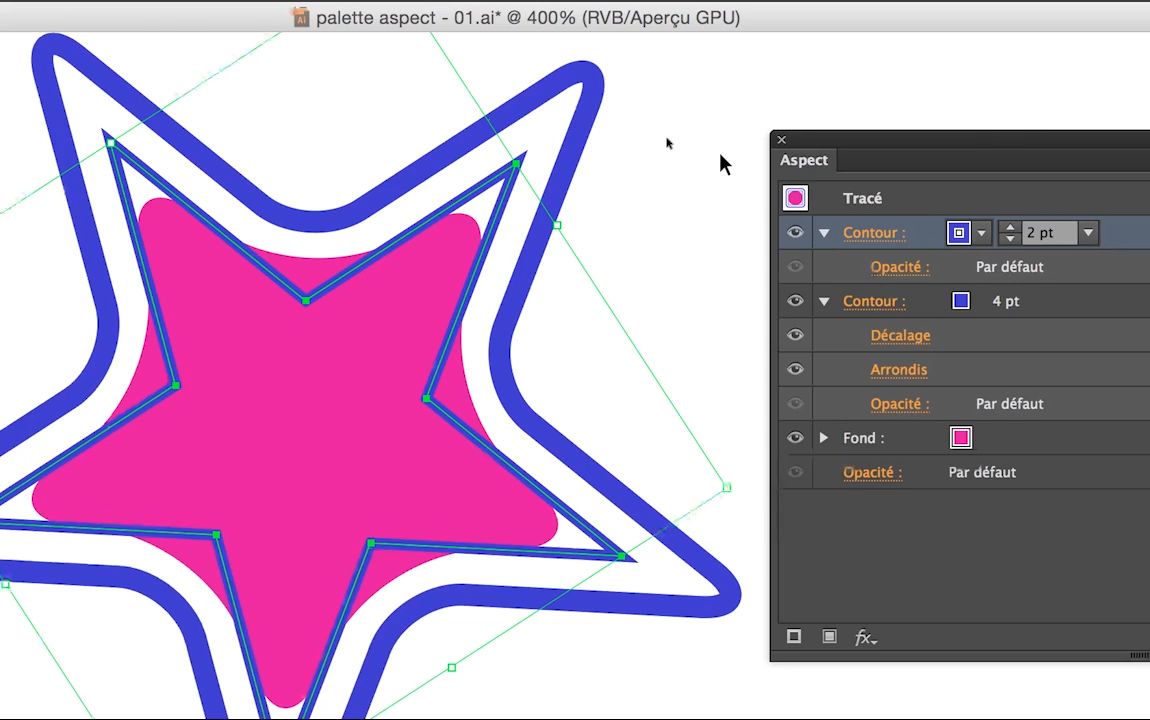 palette aspect - 01.ai* @ 400% (RVB/Aperçu GPU)
Aspect
Tracé
Contour : 2 pt
Opacité : Par défaut
Contour : 4 pt
Décalage
Arrondis
Opacité : Par défaut
Fond :
Opacité : Par défaut
fx